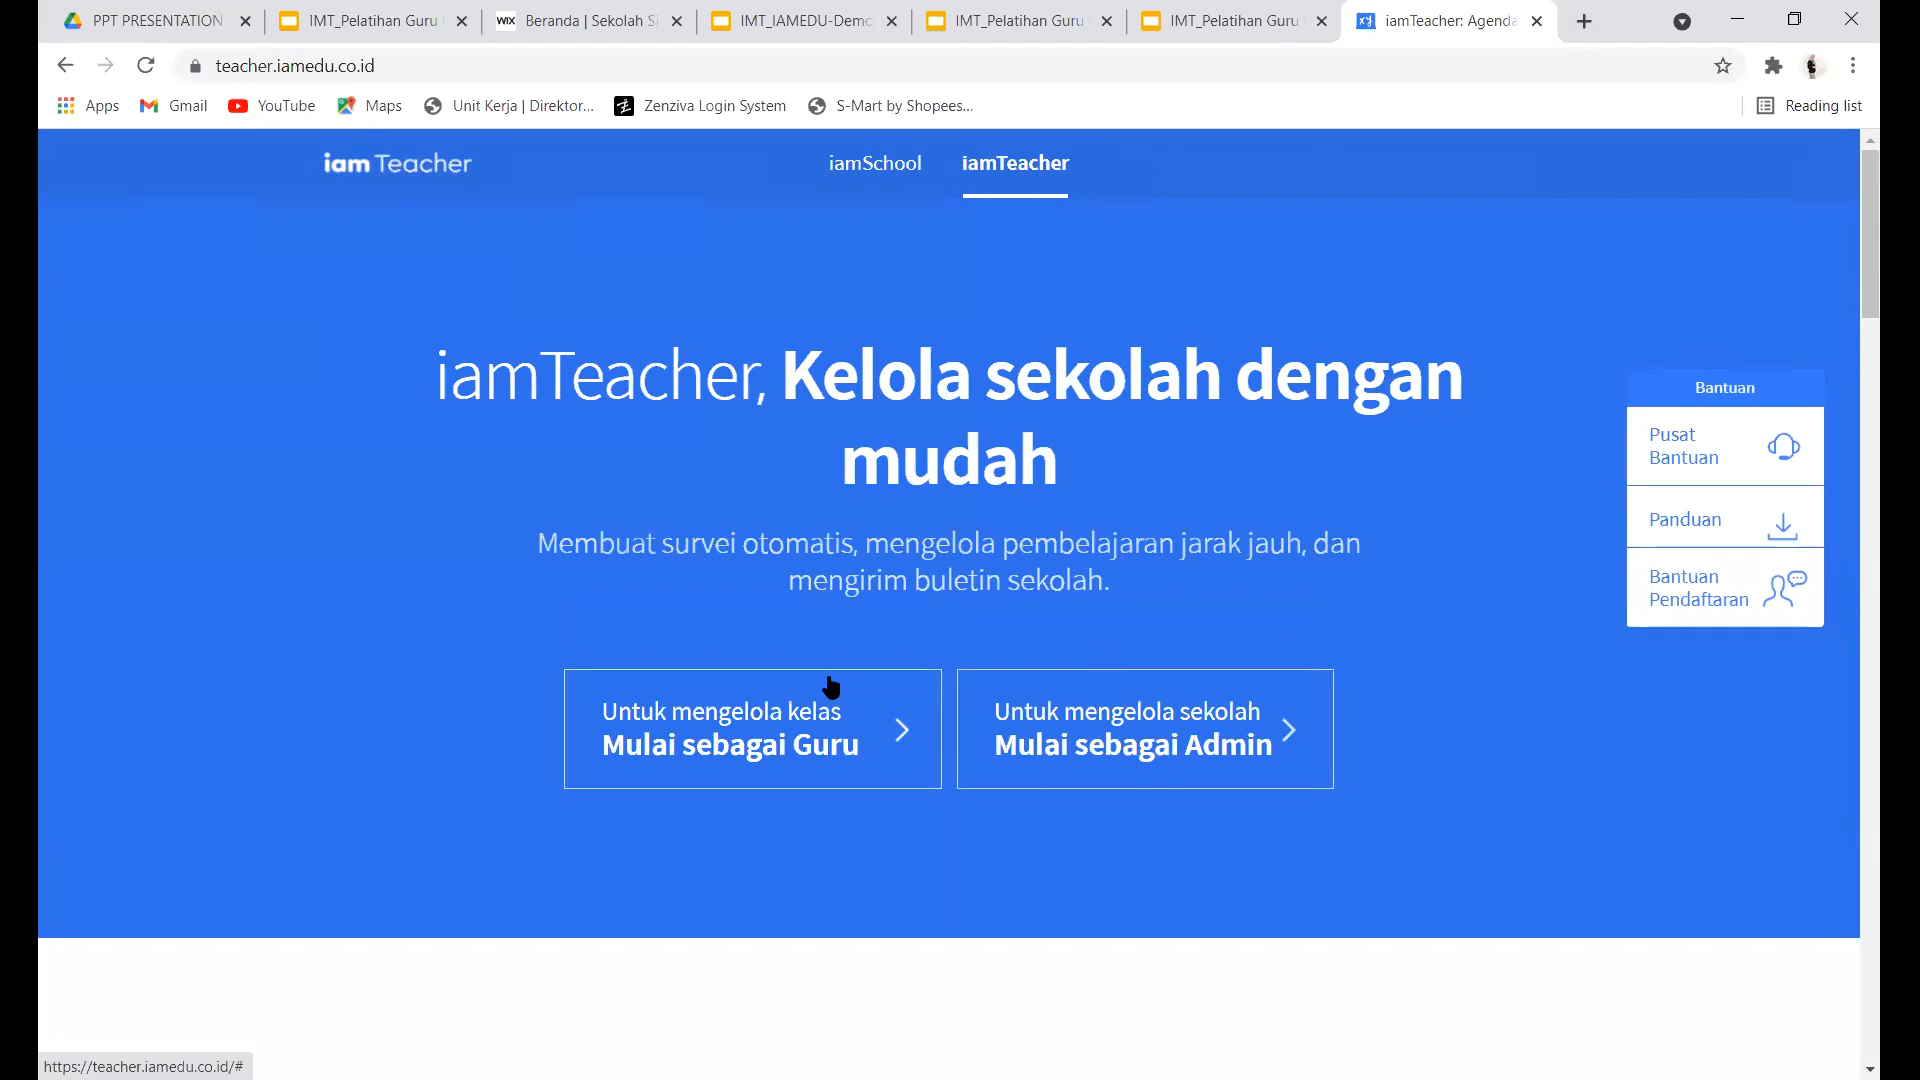 PPT PRESENTATION
IMT_Pelatihan Guru
Beranda | Sekolah Si
IMT_IAMEDU-Demo
IMT_Pelatihan Guru
IMT_Pelatihan Guru
iamTeacher: Agenda
teacher.iamedu.co.id
Apps
Gmail
YouTube
Maps
Unit Kerja | Direktor...
Zenziva Login System
S-Mart by Shopees...
Reading list
iam Teacher
iamSchool
iamTeacher
iamTeacher, Kelola sekolah dengan
mudah
Membuat survei otomatis, mengelola pembelajaran jarak jauh, dan
mengirim buletin sekolah.
Untuk mengelola kelas
Mulai sebagai Guru
Untuk mengelola sekolah
Mulai sebagai Admin
Bantuan
Pusat
Bantuan
Panduan
Bantuan
Pendaftaran
https://teacher.iamedu.co.id/#